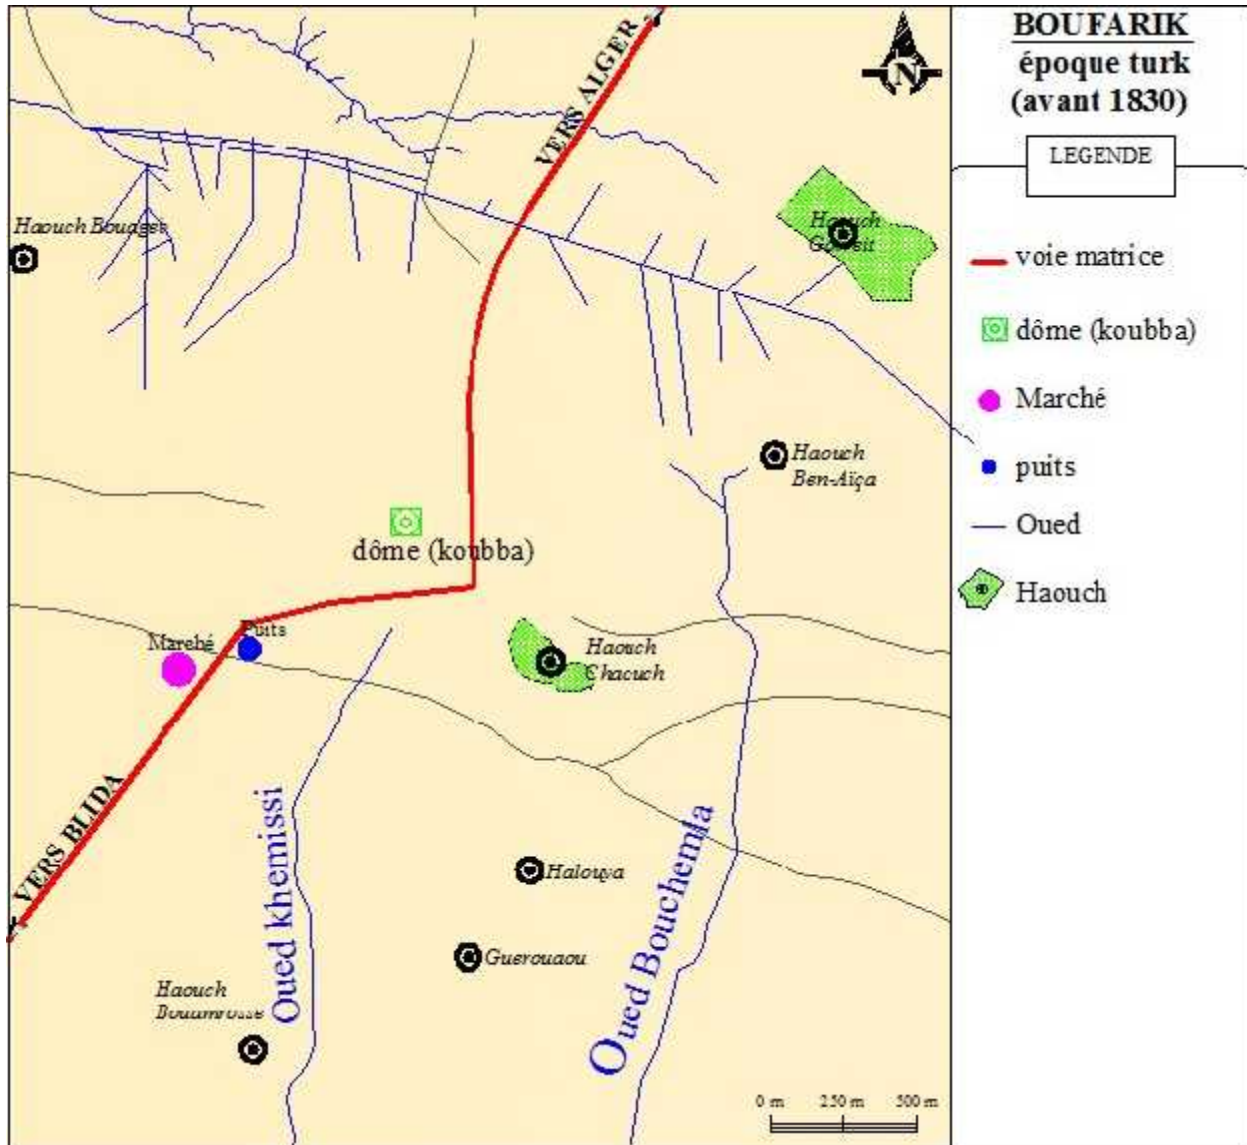 BOUFARIK
époque turk
(avant 1830)
LEGENDE
voie matrice
dôme (koubba)
Marché
puits
Oued
Haouch
N
VERS ALGER
Haouch
Haouch
Haouch
Ben-Aïça
dôme (koubba)
Puits
Marché
Haouch
Chaouch
VERS BLIDA
Oued khemissi
Oued Bouchemla
Halouya
Guerouaou
Haouch
0 m 250 m 500 m